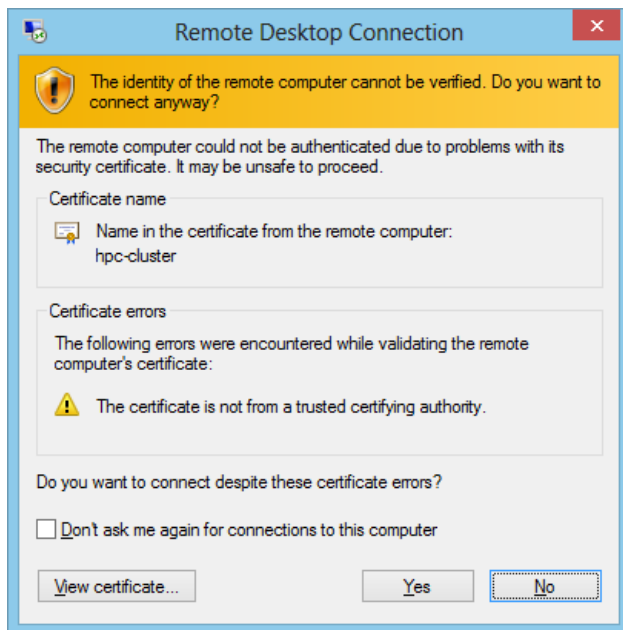 Remote Desktop Connection
The identity of the remote computer cannot be verified. Do you want to
connect anyway?
The remote computer could not be authenticated due to problems with its
security certificate. It may be unsafe to proceed.
Certificate name
Name in the certificate from the remote computer:
hpc-cluster
Certificate errors
The following errors were encountered while validating the remote
computer's certificate:
The certificate is not from a trusted certifying authority.
Do you want to connect despite these certificate errors?
Don't ask me again for connections to this computer
View certificate... Yes No